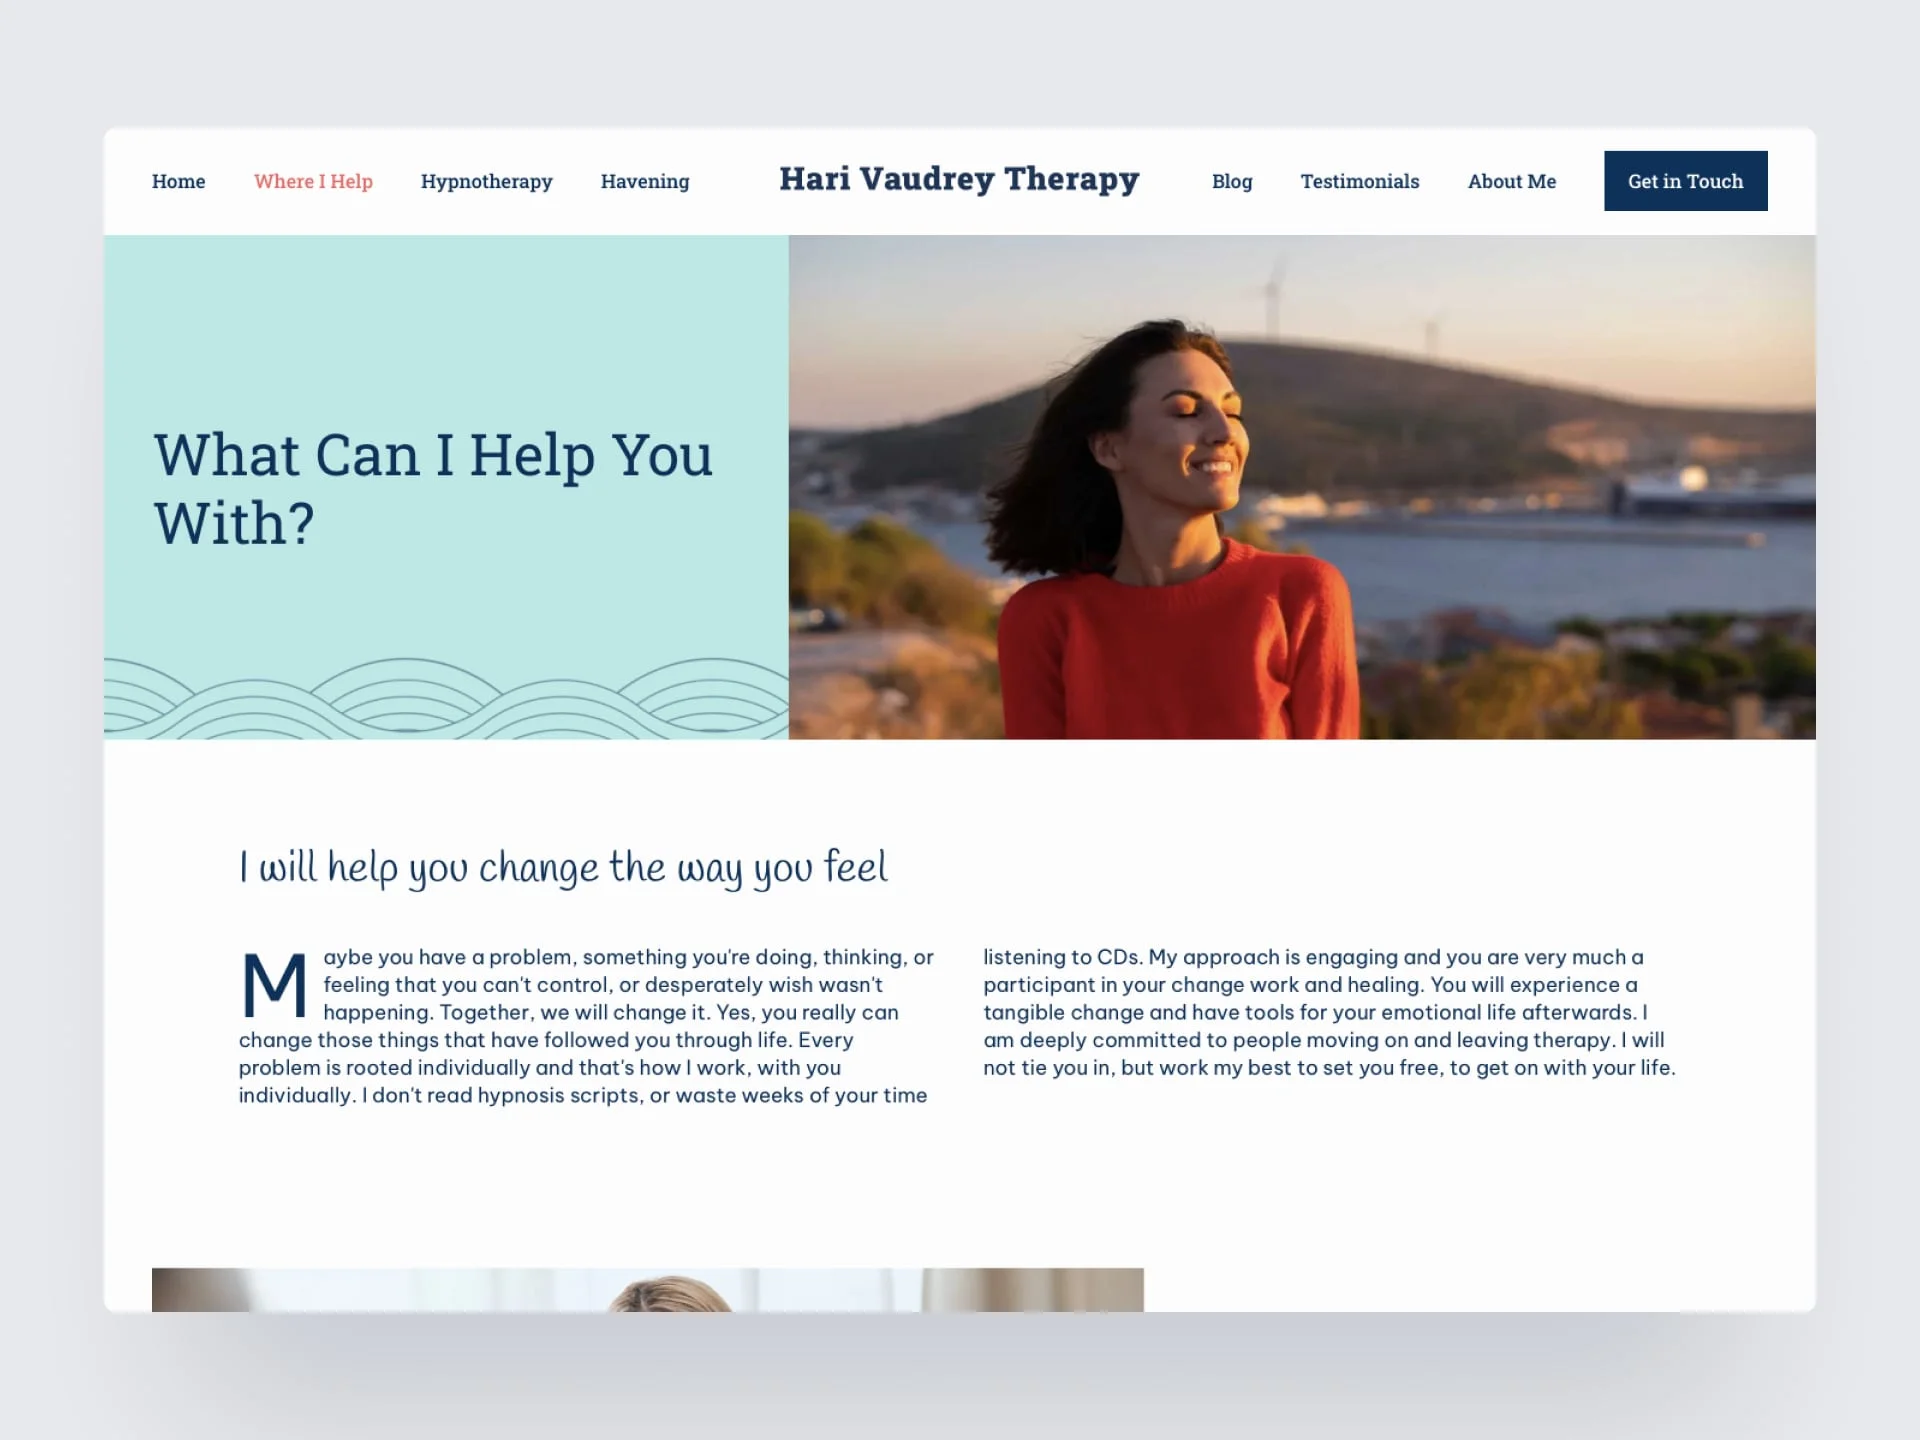 Home Where I Help Hypnotherapy Havening Hari Vaudrey Therapy Blog Testimonials About Me Get in Touch
What Can I Help You
With?
I will help you change the way you feel
Maybe you have a problem, something you're doing, thinking, or
feeling that you can't control, or desperately wish wasn't
happening. Together, we will change it. Yes, you really can
change those things that have followed you through life. Every
problem is rooted individually and that's how I work, with you
individually. I don't read hypnosis scripts, or waste weeks of your time
listening to CDs. My approach is engaging and you are very much a
participant in your change work and healing. You will experience a
tangible change and have tools for your emotional life afterwards. I
am deeply committed to people moving on and leaving therapy. I will
not tie you in, but work my best to set you free, to get on with your life.